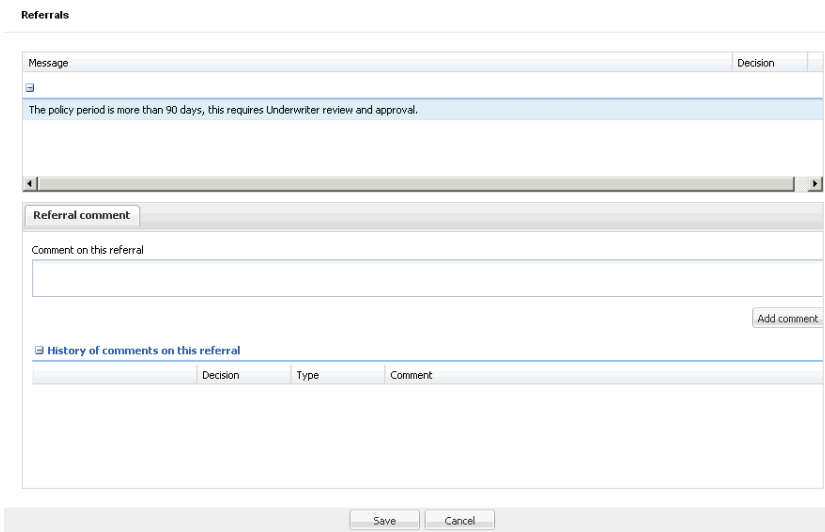 Referrals
Message Decision
The policy period is more than 90 days, this requires Underwriter review and approval.
Referral comment
Comment on this referral
Add comment
History of comments on this referral
Decision Type Comment
Save Cancel